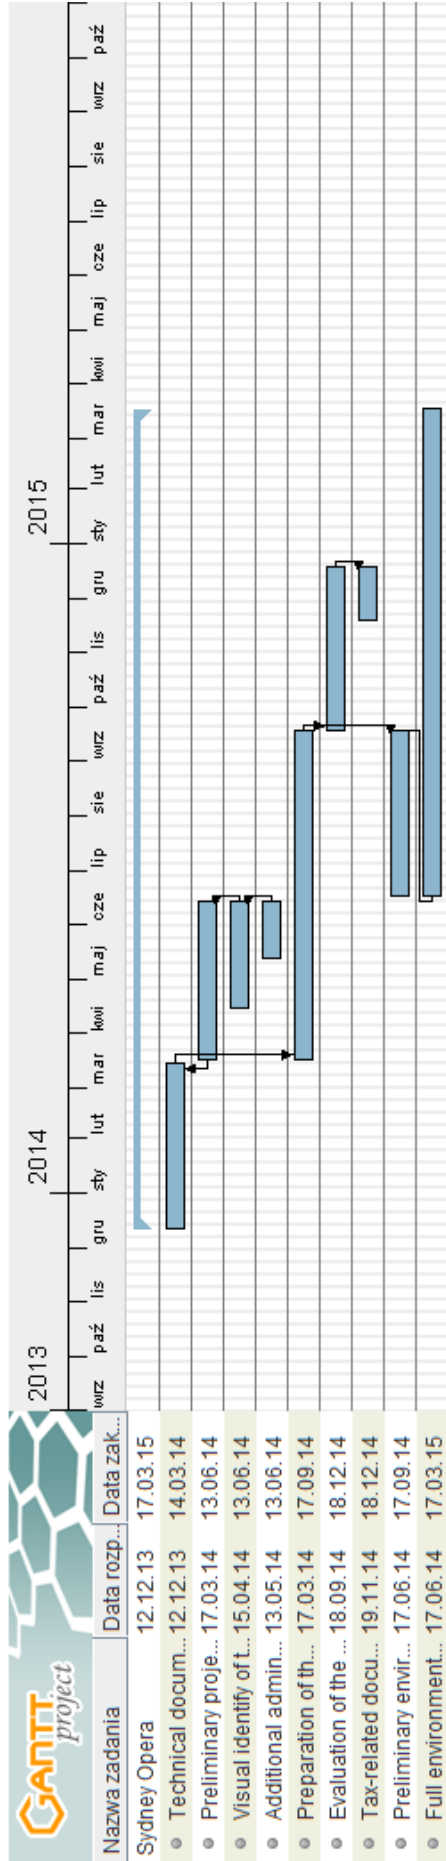 GANTT
project
2013 2014 2015
Nazwa zadania Data rozp... Data zak... wrz paź lis gru sty lut mar kwi maj cze lip sie wrz paź lis gru sty lut mar kwi maj cze lip sie wrz paź
Sydney Opera 12.12.13 17.03.15
Technical docum... 12.12.13 14.03.14
Preliminary proje... 17.03.14 13.06.14
Visual identify of t... 15.04.14 13.06.14
Additional admin... 13.05.14 13.06.14
Preparation of th... 17.03.14 17.09.14
Evaluation of the ... 18.09.14 18.12.14
Tax-related docu... 19.11.14 18.12.14
Preliminary envir... 17.06.14 17.09.14
Full environment... 17.06.14 17.03.15